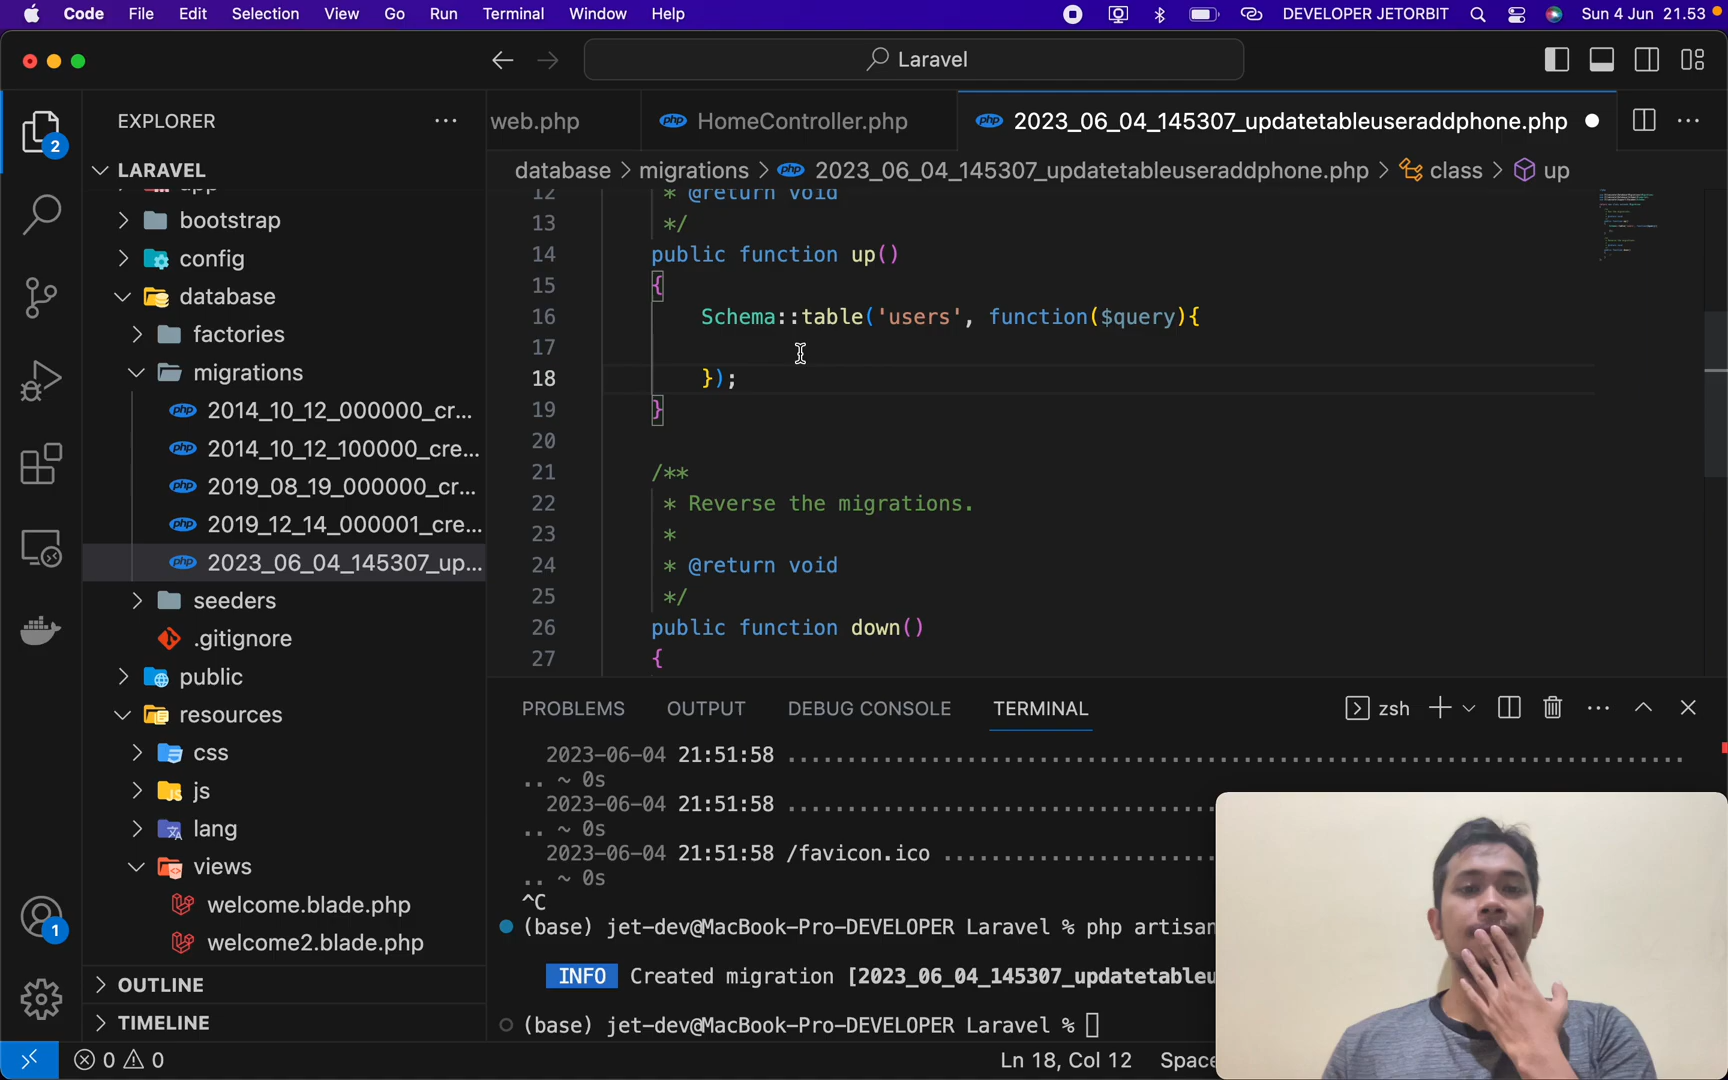 Code File Edit Selection View Go Run Terminal Window Help DEVELOPER JETORBIT Sun 4 Jun 21.53
Laravel
EXPLORER
web.php HomeController.php 2023_06_04_145307_updatetableuseraddphone.php
database > migrations > 2023_06_04_145307_updatetableuseraddphone.php > class > up
2
LARAVEL
app
bootstrap
config
database
factories
migrations
2014_10_12_000000_cr...
2014_10_12_100000_cre...
2019_08_19_000000_cr...
2019_12_14_000001_cre...
2023_06_04_145307_up...
seeders
.gitignore
public
resources
css
js
lang
views
welcome.blade.php
welcome2.blade.php
OUTLINE
TIMELINE
1
12 * @return void
13 */
14 public function up()
15 {
16 Schema::table('users', function($query){
17
18 });
19 }
20
21 /**
22 * Reverse the migrations.
23 *
24 * @return void
25 */
26 public function down()
27 {
PROBLEMS OUTPUT DEBUG CONSOLE TERMINAL zsh
2023-06-04 21:51:58 ...........................................................................
.. ~ 0s
2023-06-04 21:51:58 ...................................
.. ~ 0s
2023-06-04 21:51:58 /favicon.ico ......................
.. ~ 0s
^C
(base) jet-dev@MacBook-Pro-DEVELOPER Laravel % php artisan
INFO Created migration [2023_06_04_145307_updatetableu
(base) jet-dev@MacBook-Pro-DEVELOPER Laravel %
0 0 Ln 18, Col 12 Space